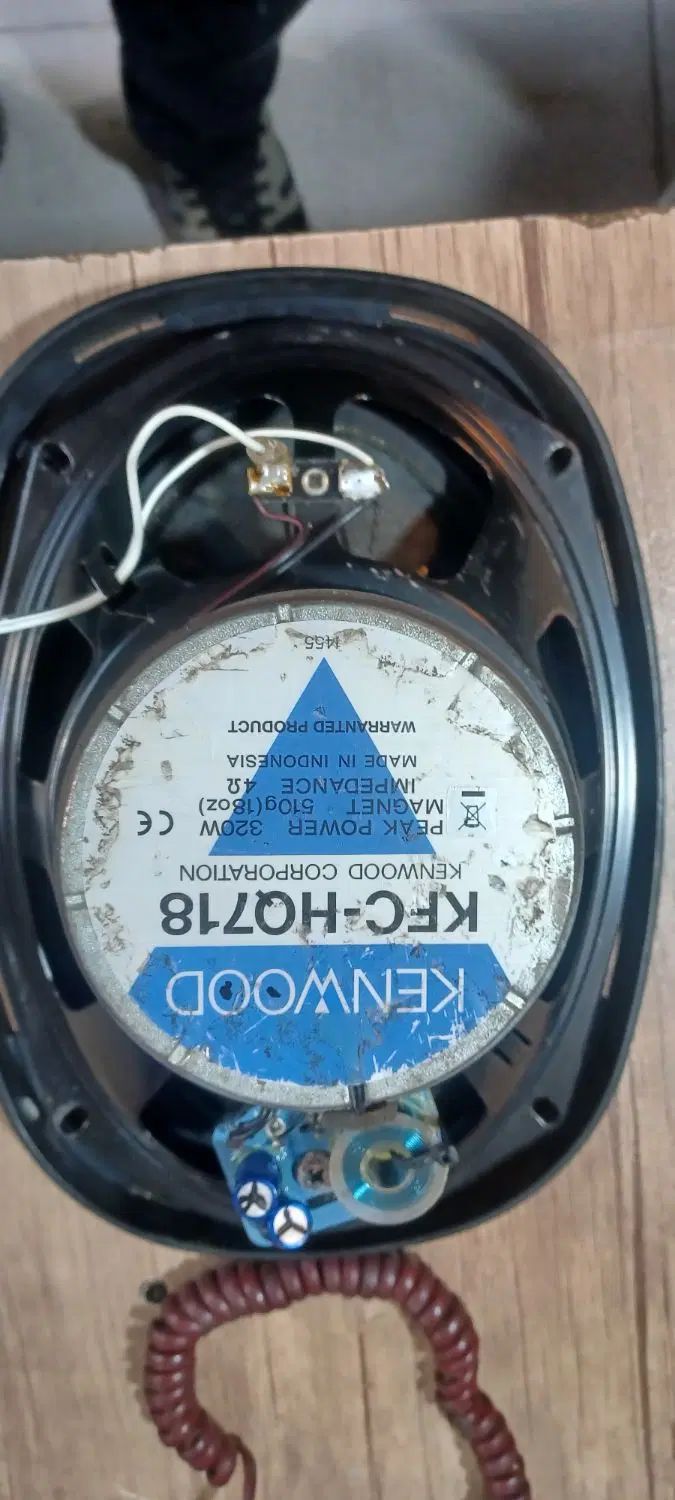 KENWOOD
KFC-HQ718
KENWOOD CORPORATION
PEAK POWER 320W
MAGNET 510g(18oz)
IMPEDANCE 4Ω
MADE IN INDONESIA
CE
WARRANTED PRODUCT
1455